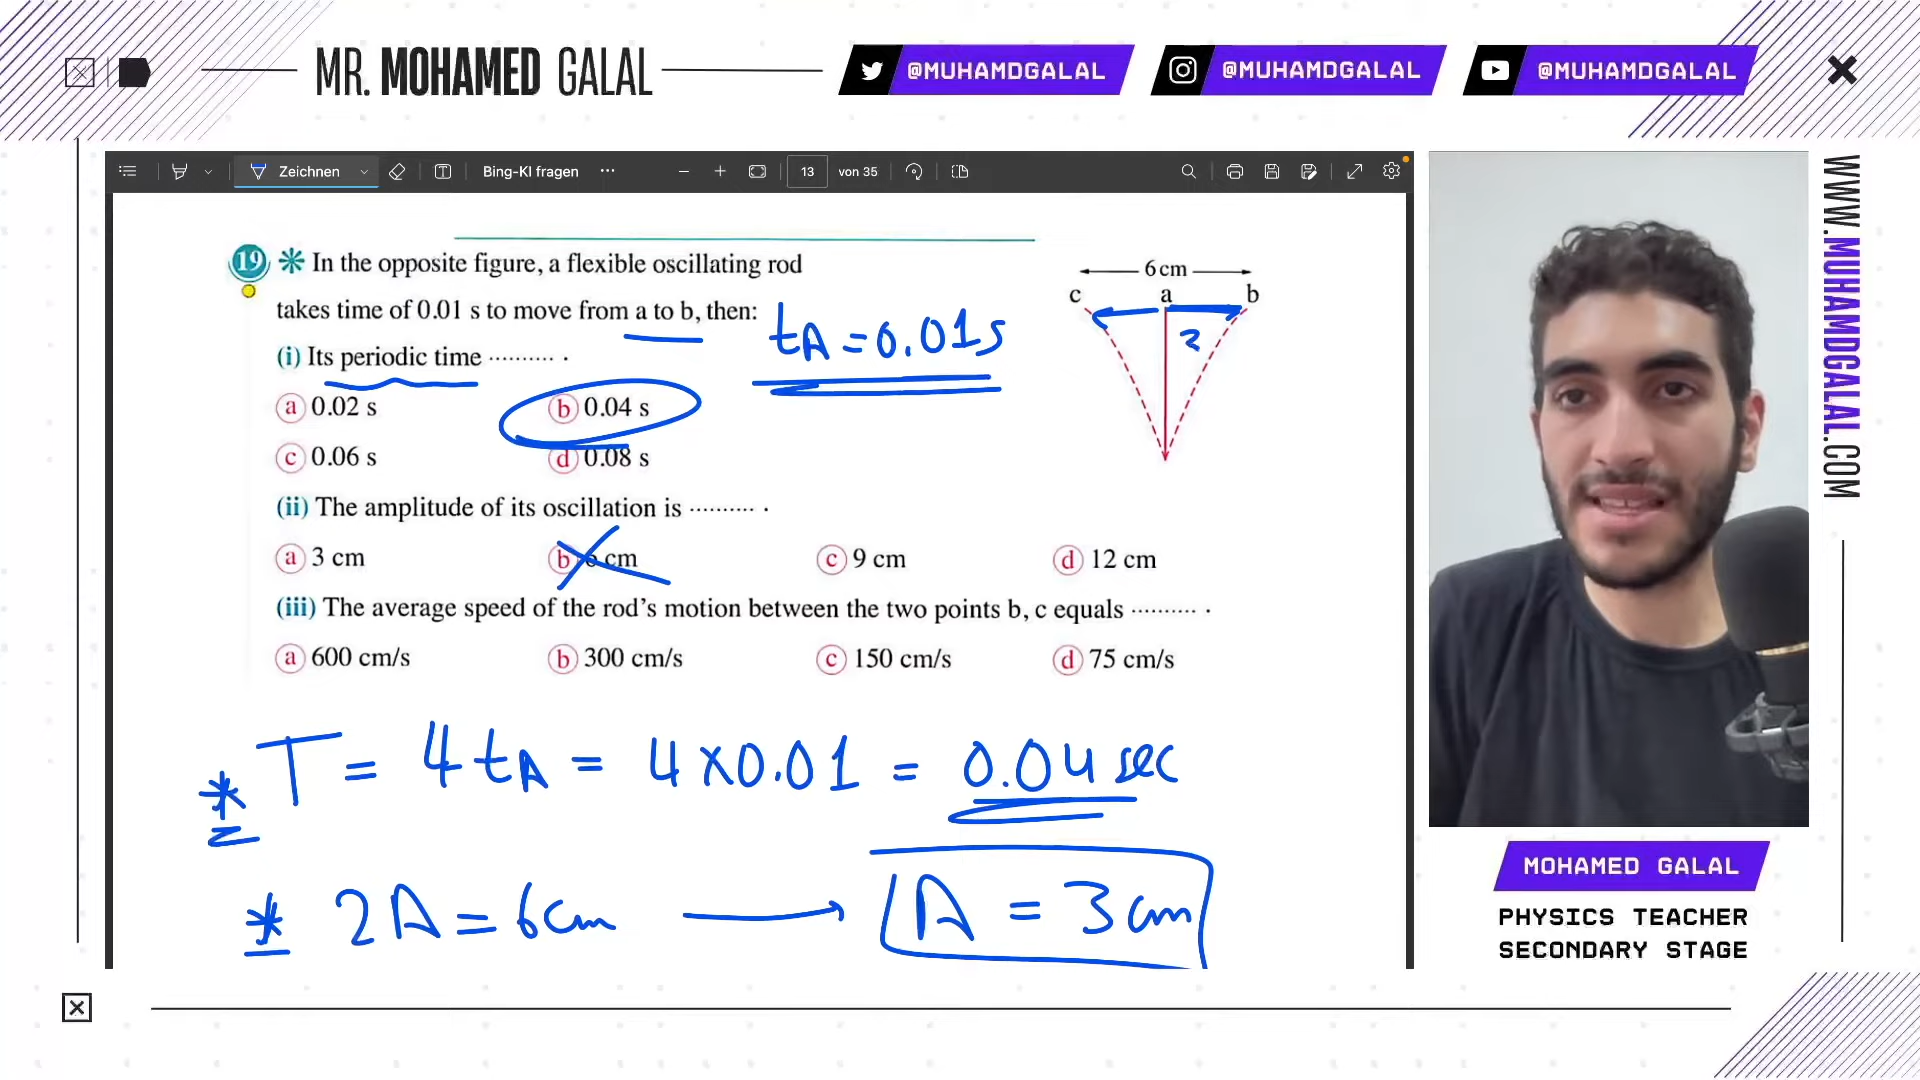 MR. MOHAMED GALAL
@MUHAMDGALAL
@MUHAMDGALAL
@MUHAMDGALAL
WWW.MUHAMDGALAL.COM
Zeichnen
Bing-KI fragen
13 von 35
19 * In the opposite figure, a flexible oscillating rod
takes time of 0.01 s to move from a to b, then:
tA = 0.01s
(i) Its periodic time .......... .
a 0.02 s
b 0.04 s
c 0.06 s
d 0.08 s
6 cm
c a b
(ii) The amplitude of its oscillation is .......... .
a 3 cm
b 6 cm
c 9 cm
d 12 cm
(iii) The average speed of the rod's motion between the two points b, c equals .......... .
a 600 cm/s
b 300 cm/s
c 150 cm/s
d 75 cm/s
* T = 4 tA = 4 × 0.01 = 0.04 sec
* 2A = 6cm → A = 3 cm
MOHAMED GALAL
PHYSICS TEACHER
SECONDARY STAGE